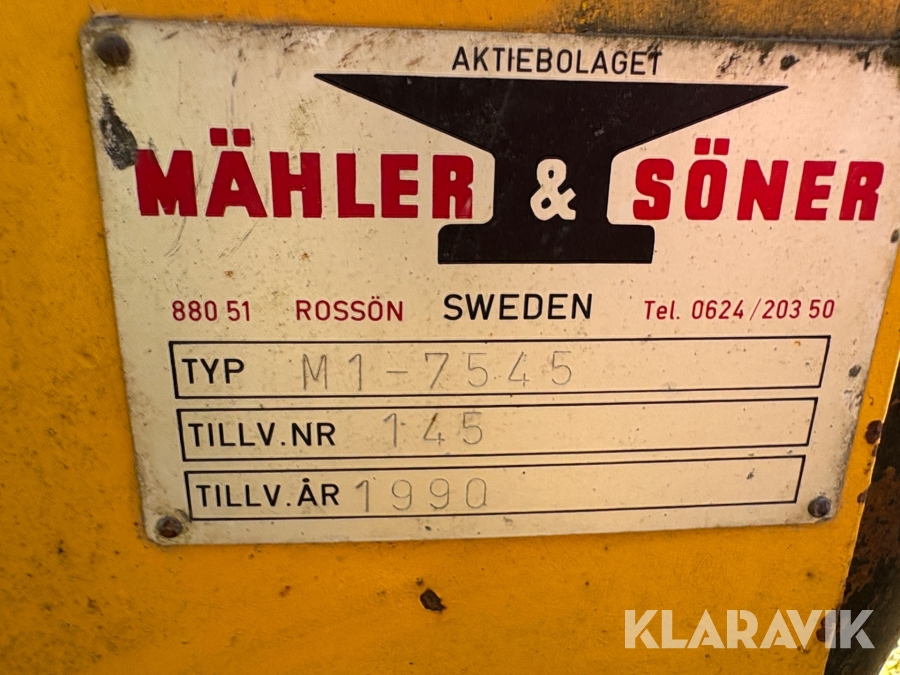 AKTIEBOLAGET
MÄHLER & SÖNER
880 51 ROSSÖN SWEDEN Tel. 0624/203 50
TYP M1-7545
TILLV.NR 145
TILLV.ÅR 1990
KLARAVIK